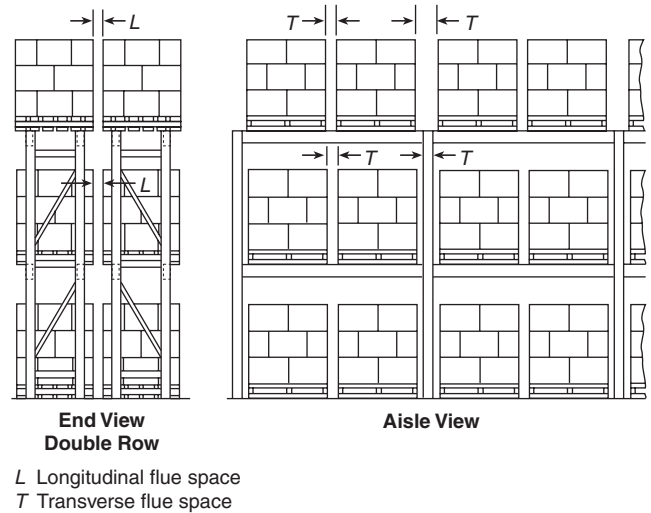 L
T
T
T
T
L
End View
Double Row
Aisle View
L Longitudinal flue space
T Transverse flue space